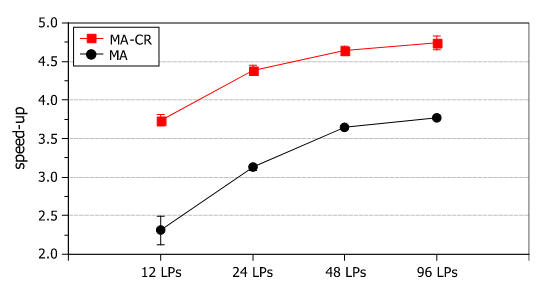 5.0
4.5
4.0
3.5
3.0
2.5
2.0
speed-up
MA-CR
MA
12 LPs
24 LPs
48 LPs
96 LPs